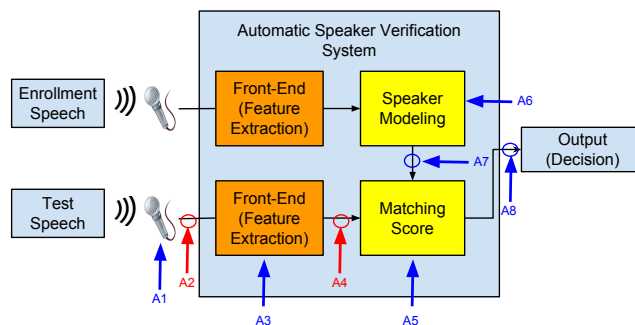 Automatic Speaker Verification
System
Enrollment
Speech
Front-End
(Feature
Extraction)
Speaker
Modeling
A6
A7
Output
(Decision)
Test
Speech
Front-End
(Feature
Extraction)
Matching
Score
A8
A1
A2
A3
A4
A5